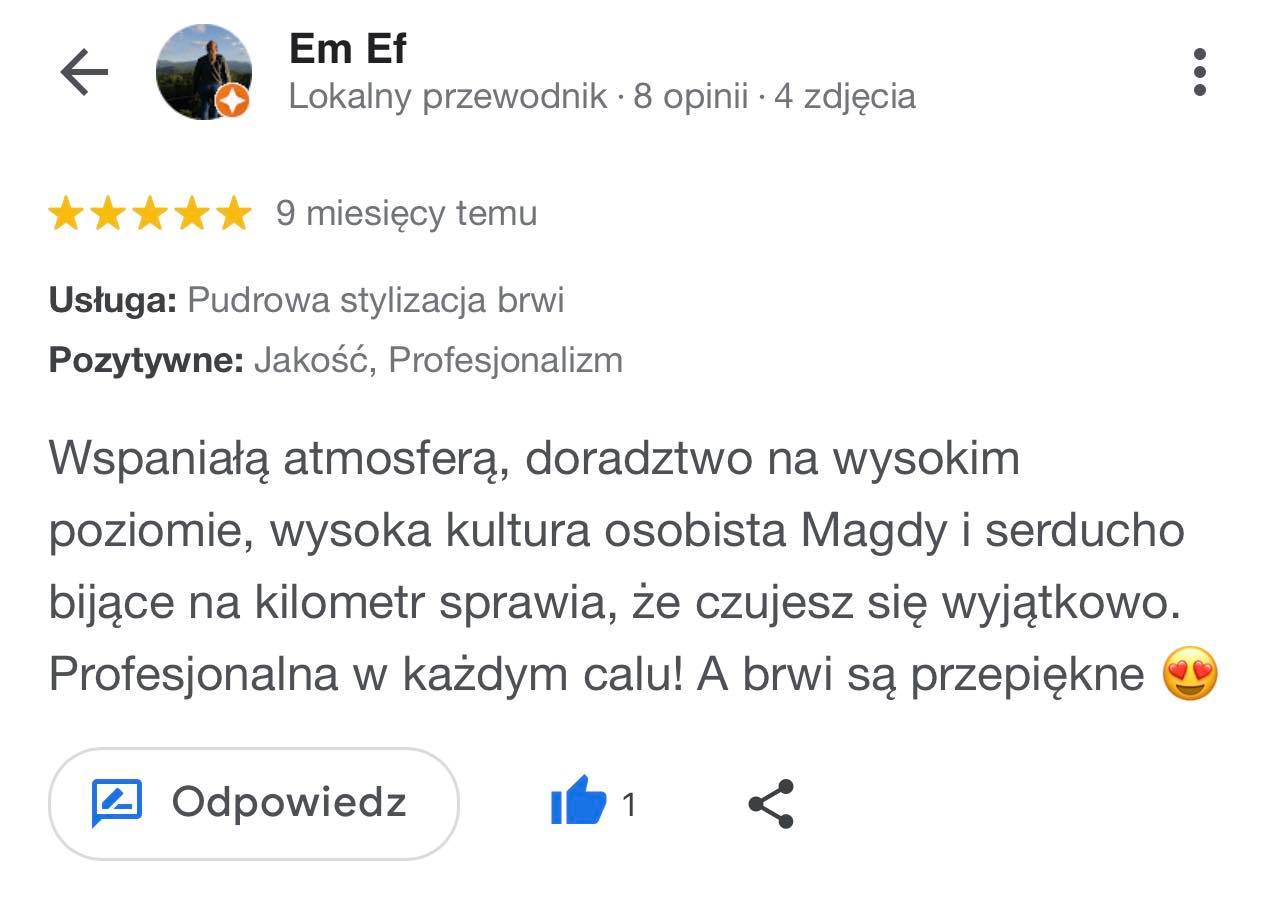 Em Ef
Lokalny przewodnik · 8 opinii · 4 zdjęcia
9 miesięcy temu
Usługa: Pudrowa stylizacja brwi
Pozytywne: Jakość, Profesjonalizm
Wspaniałą atmosferą, doradztwo na wysokim
poziomie, wysoka kultura osobista Magdy i serducho
bijące na kilometr sprawia, że czujesz się wyjątkowo.
Profesjonalna w każdym calu! A brwi są przepiękne 😍
Odpowiedz 1